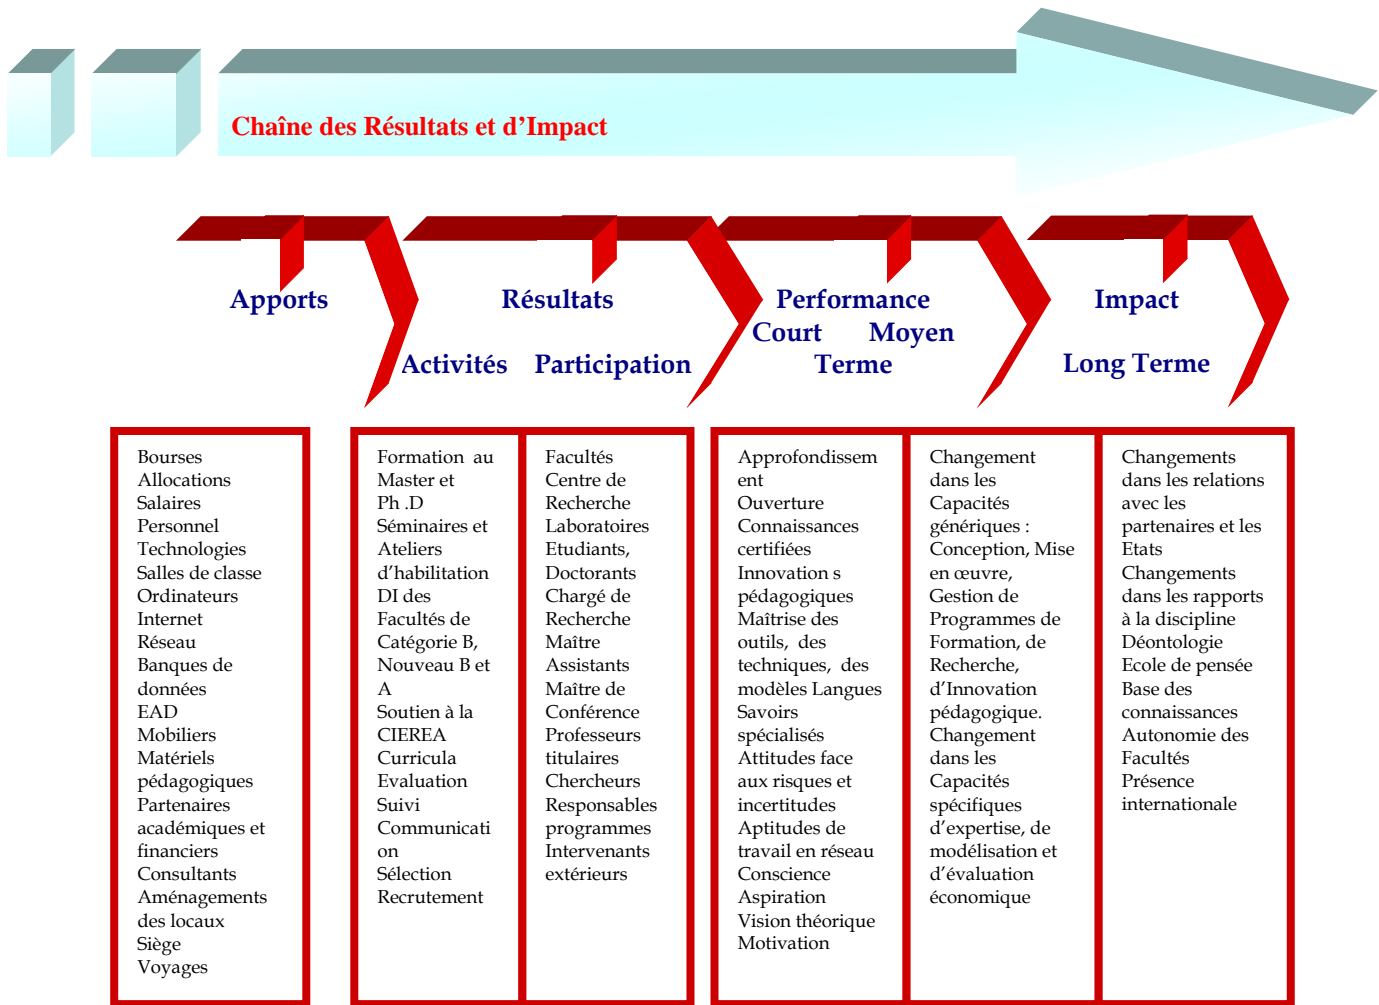 Chaîne des Résultats et d’Impact
Apports
Résultats
Activités Participation
Performance
Court Moyen
Terme
Impact
Long Terme
Bourses
Allocations
Salaires
Personnel
Technologies
Salles de classe
Ordinateurs
Internet
Réseau
Banques de
données
EAD
Mobiliers
Matériels
pédagogiques
Partenaires
académiques et
financiers
Consultants
Aménagements
des locaux
Siège
Voyages
Formation au
Master et
Ph .D
Séminaires et
Ateliers
d’habilitation
DI des
Facultés de
Catégorie B,
Nouveau B et
A
Soutien à la
CIEREA
Curricula
Evaluation
Suivi
Communicati
on
Sélection
Recrutement
Facultés
Centre de
Recherche
Laboratoires
Etudiants,
Doctorants
Chargé de
Recherche
Maître
Assistants
Maître de
Conférence
Professeurs
titulaires
Chercheurs
Responsables
programmes
Intervenants
extérieurs
Approfondissem
ent
Ouverture
Connaissances
certifiées
Innovation s
pédagogiques
Maîtrise des
outils, des
techniques, des
modèles Langues
Savoirs
spécialisés
Attitudes face
aux risques et
incertitudes
Aptitudes de
travail en réseau
Conscience
Aspiration
Vision théorique
Motivation
Changement
dans les
Capacités
génériques :
Conception, Mise
en œuvre,
Gestion de
Programmes de
Formation, de
Recherche,
d’Innovation
pédagogique.
Changement
dans les
Capacités
spécifiques
d’expertise, de
modélisation et
d’évaluation
économique
Changements
dans les relations
avec les
partenaires et les
Etats
Changements
dans les rapports
à la discipline
Déontologie
Ecole de pensée
Base des
connaissances
Autonomie des
Facultés
Présence
internationale